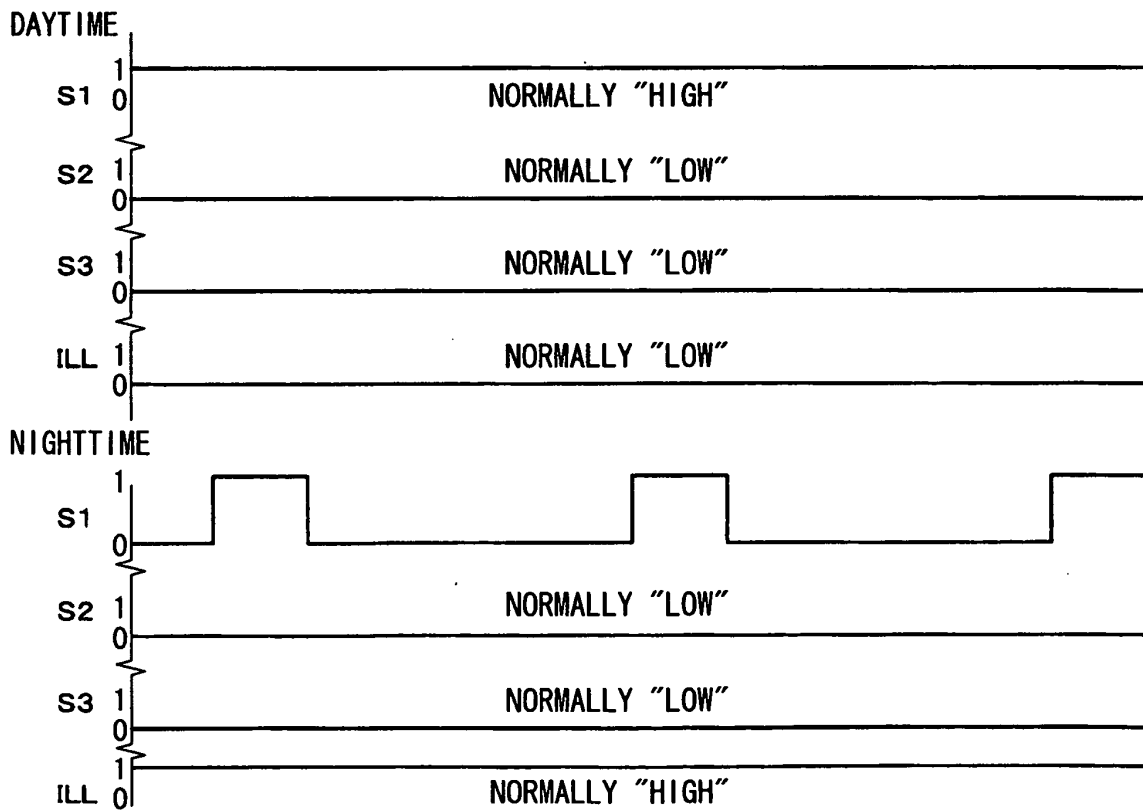 DAYTIME
1
S1 0 NORMALLY "HIGH"
S2 1 NORMALLY "LOW"
0
S3 1 NORMALLY "LOW"
0
ILL 1 NORMALLY "LOW"
0
NIGHTTIME
1
S1
0
S2 1 NORMALLY "LOW"
0
S3 1 NORMALLY "LOW"
0
1
ILL 0 NORMALLY "HIGH"